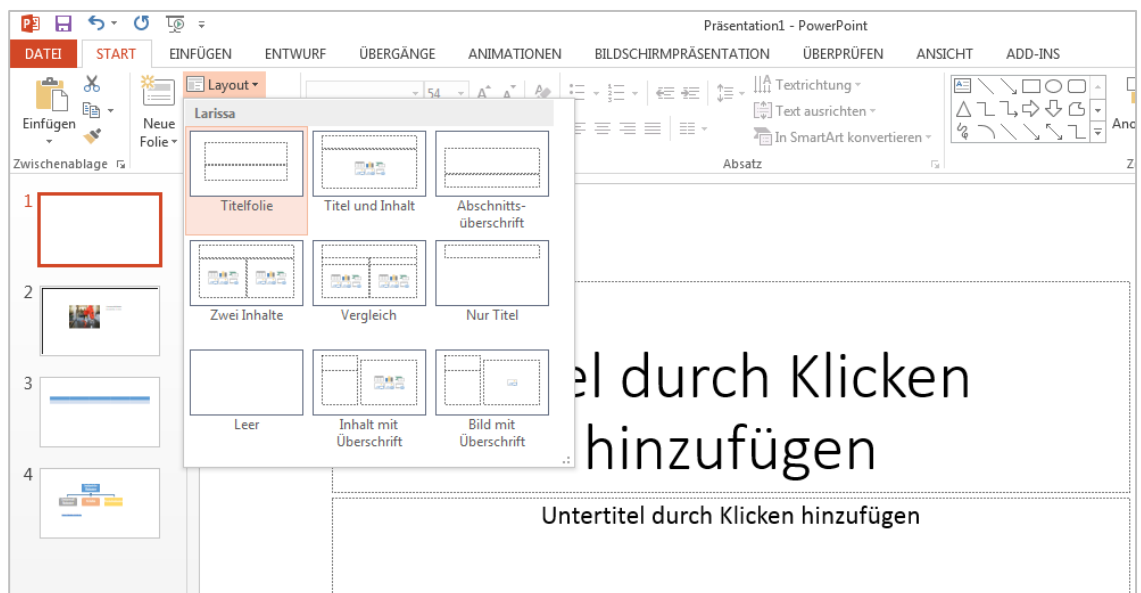 Präsentation1 - PowerPoint
DATEI START EINFÜGEN ENTWURF ÜBERGÄNGE ANIMATIONEN BILDSCHIRMPRÄSENTATION ÜBERPRÜFEN ANSICHT ADD-INS
Layout
54
Textrichtung
Text ausrichten
In SmartArt konvertieren
Einfügen
Neue
Folie
Zwischenablage
Absatz
Larissa
Titelfolie
Titel und Inhalt
Abschnitts-
überschrift
Zwei Inhalte
Vergleich
Nur Titel
Leer
Inhalt mit
Überschrift
Bild mit
Überschrift
1
2
3
4
durch Klicken
hinzufügen
Untertitel durch Klicken hinzufügen